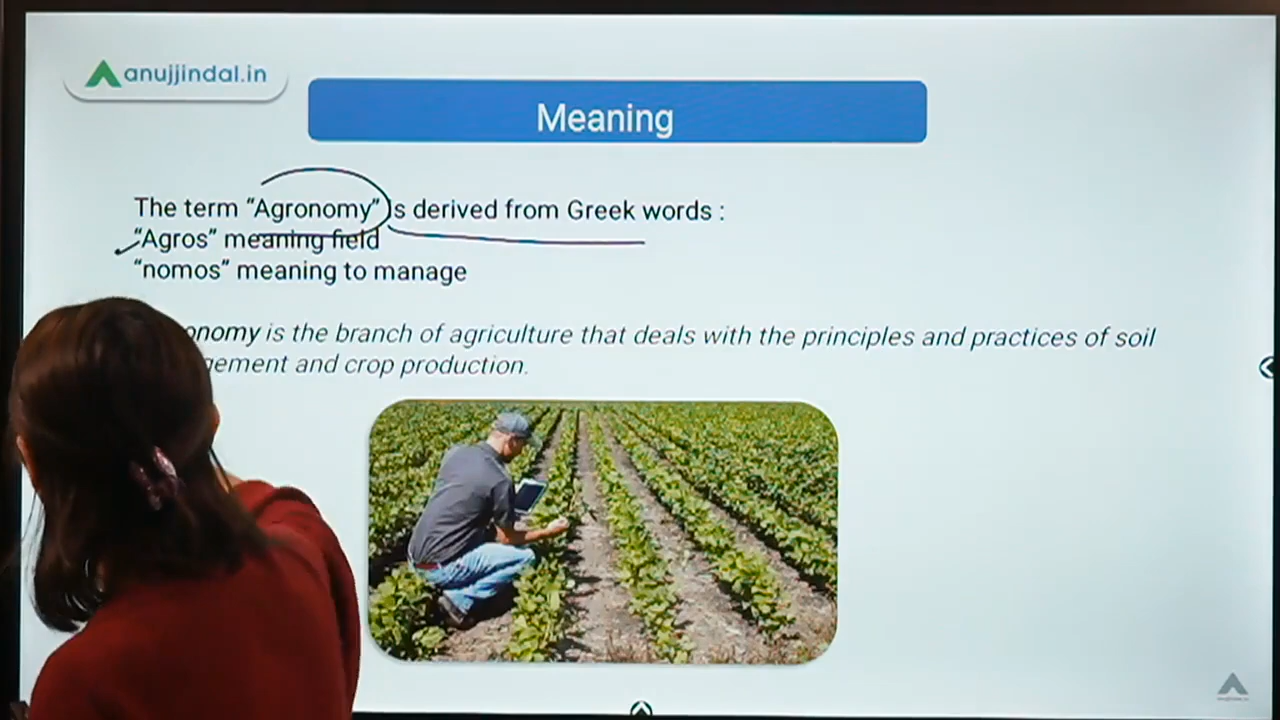 anujjindal.in
Meaning
The term “Agronomy” is derived from Greek words :
“Agros” meaning field
“nomos” meaning to manage
onomy is the branch of agriculture that deals with the principles and practices of soil
gement and crop production.